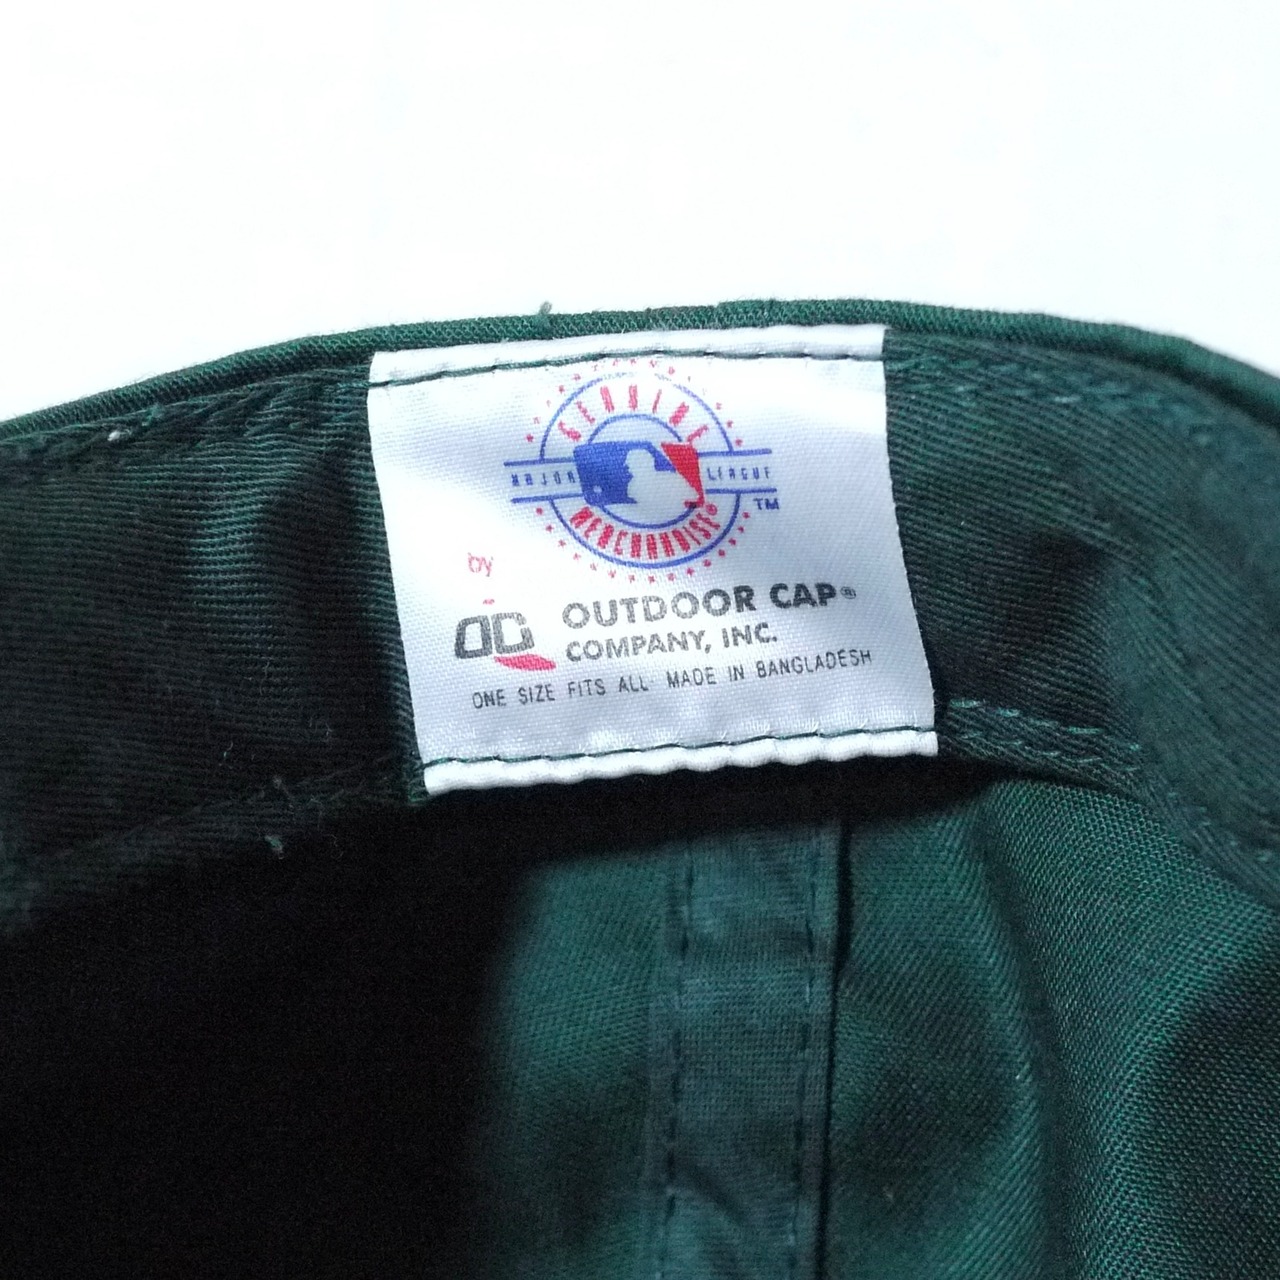 GENUINE
MAJOR LEAGUE
MERCHANDISE®
TM
by
OC OUTDOOR CAP®
COMPANY, INC.
ONE SIZE FITS ALL MADE IN BANGLADESH